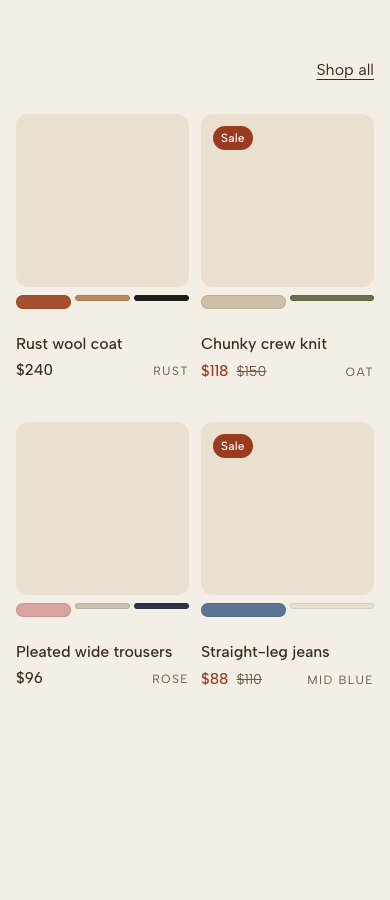 Shop all
Sale
Rust wool coat
$240 RUST
Chunky crew knit
$118 $150 OAT
Sale
Pleated wide trousers
$96 ROSE
Straight-leg jeans
$88 $110 MID BLUE